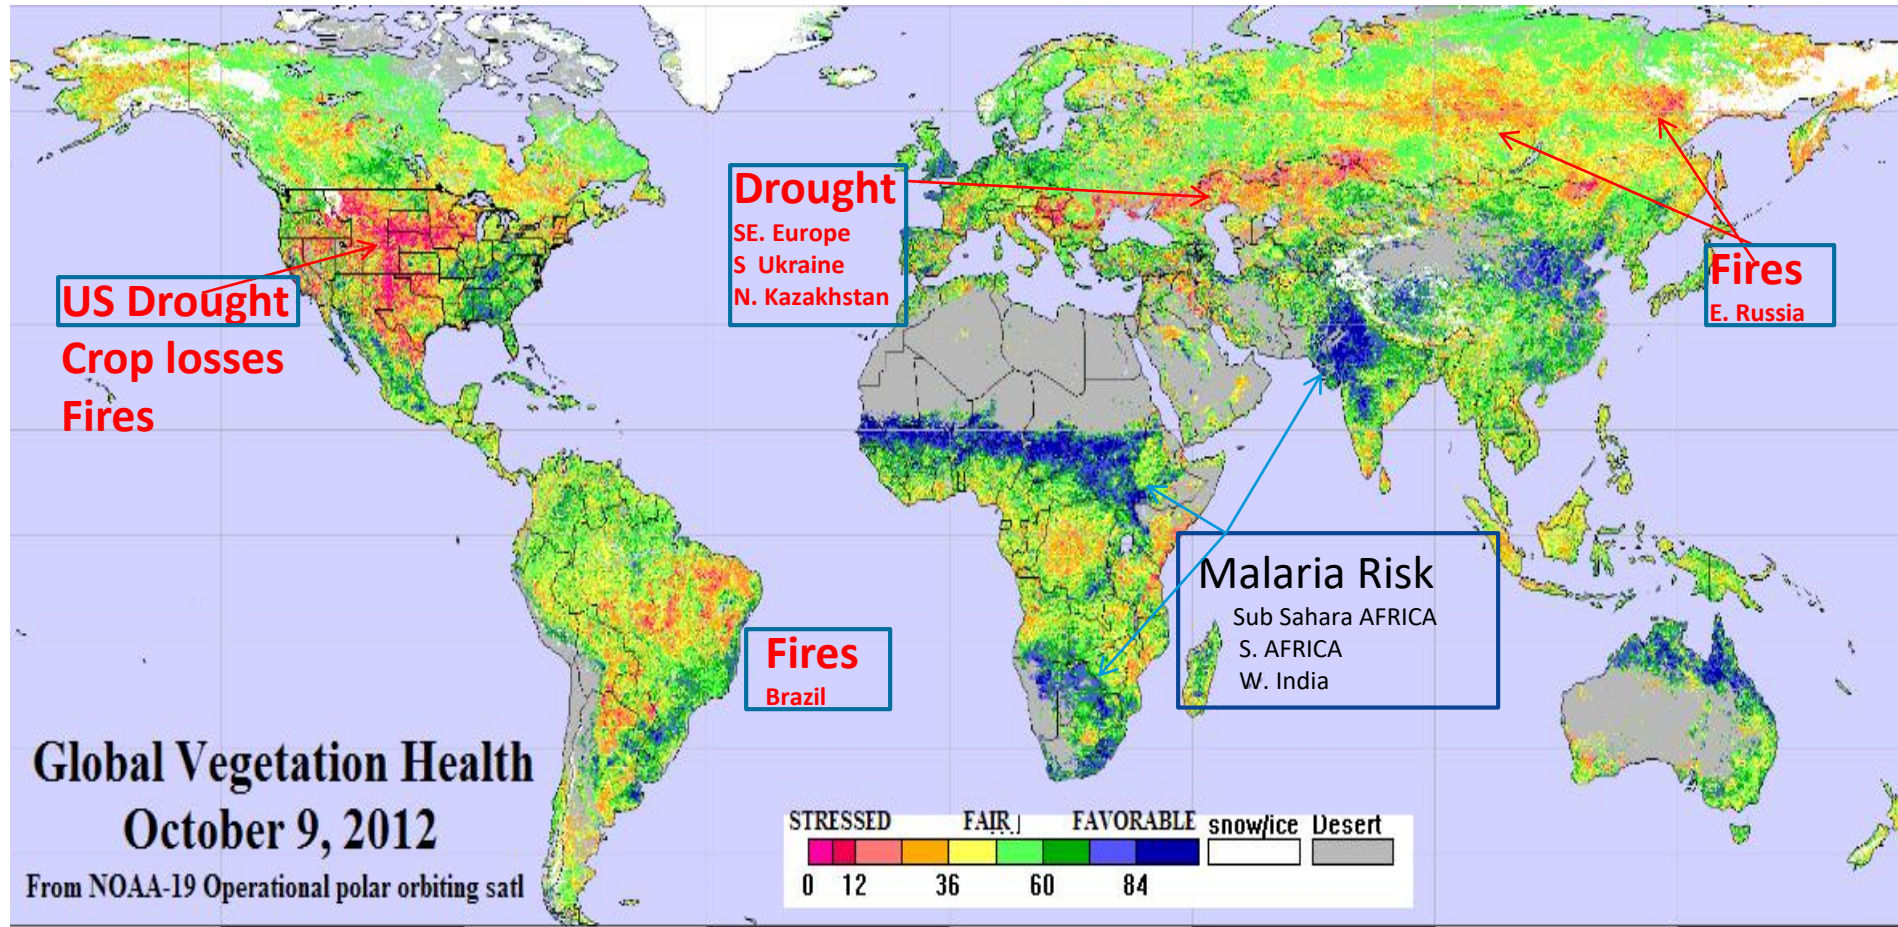 Drought
SE. Europe
S Ukraine
N. Kazakhstan
Fires
E. Russia
US Drought
Crop losses
Fires
Malaria Risk
Sub Sahara AFRICA
S. AFRICA
W. India
Fires
Brazil
Global Vegetation Health
October 9, 2012
From NOAA-19 Operational polar orbiting satl
STRESSED FAIR FAVORABLE snow/ice Desert
0 12 36 60 84